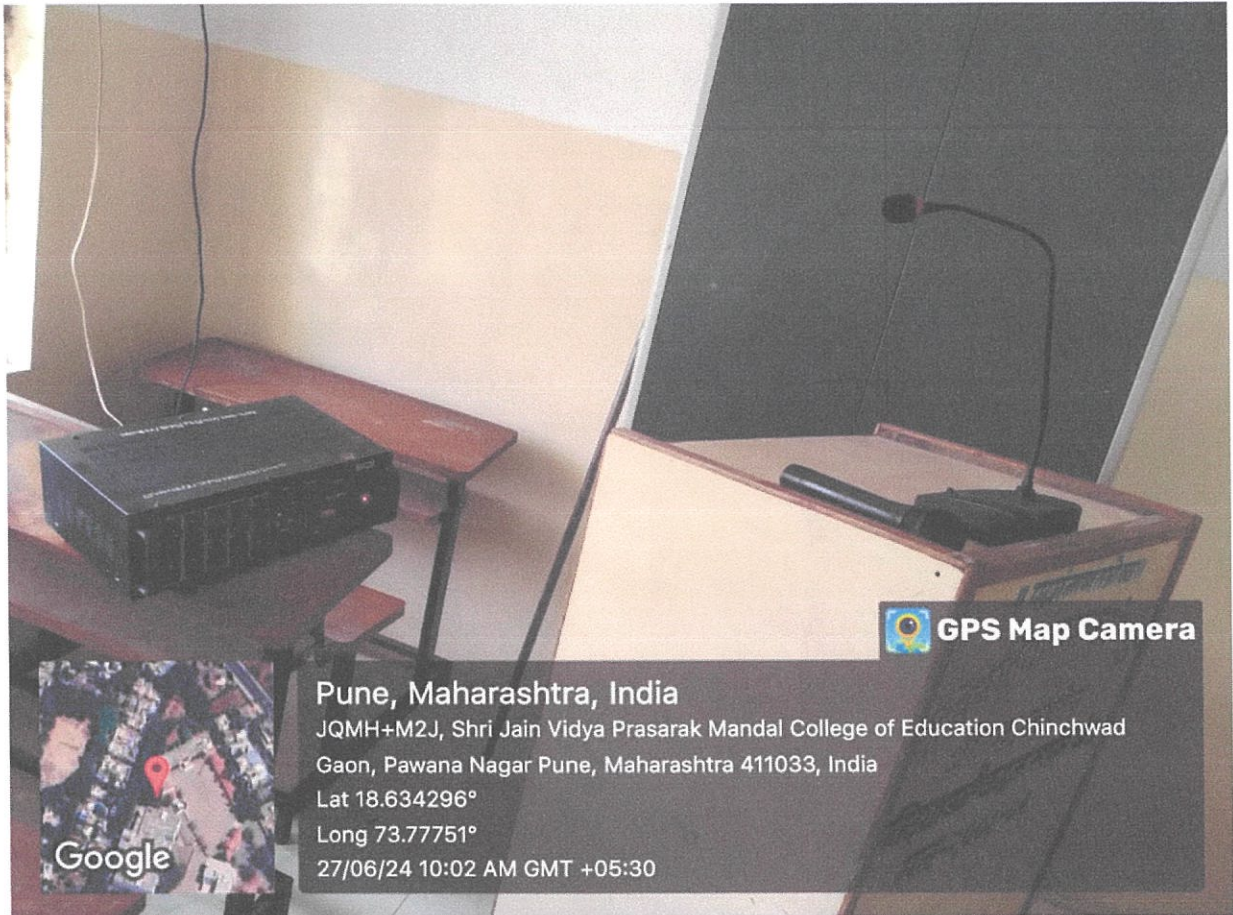 GPS Map Camera
Pune, Maharashtra, India
JQMH+M2J, Shri Jain Vidya Prasarak Mandal College of Education Chinchwad
Gaon, Pawana Nagar Pune, Maharashtra 411033, India
Lat 18.634296°
Long 73.77751°
27/06/24 10:02 AM GMT +05:30
Google